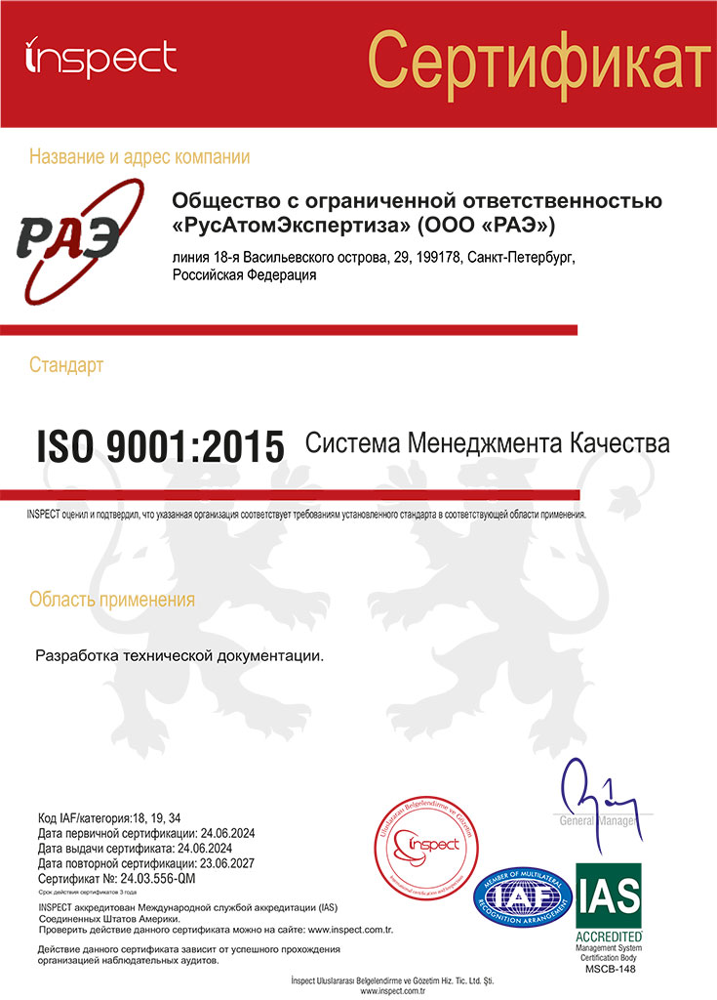 inspect
Сертификат
Название и адрес компании
РАЭ
Общество с ограниченной ответственностью
«РусАтомЭкспертиза» (ООО «РАЭ»)
линия 18-я Васильевского острова, 29, 199178, Санкт-Петербург,
Российская Федерация
Стандарт
ISO 9001:2015 Система Менеджмента Качества
INSPECT оценил и подтвердил, что указанная организация соответствует требованиям установленного стандарта в соответствующей области применения.
Область применения
Разработка технической документации.
Код IAF/категория:18, 19, 34
Дата первичной сертификации: 24.06.2024
Дата выдачи сертификата: 24.06.2024
Дата повторной сертификации: 23.06.2027
Сертификат №: 24.03.556-QM
Срок действия сертификатов 3 года
INSPECT аккредитован Международной службой аккредитации (IAS)
Соединенных Штатов Америки.
Проверить действие данного сертификата можно на сайте: www.inspect.com.tr.
Действие данного сертификата зависит от успешного прохождения
организацией наблюдательных аудитов.
Uluslararası Belgelendirme ve Gözetim
inspect
General Manager
MEMBER OF MULTILATERAL
IAF
RECOGNITION ARRANGEMENT
IAS
ACCREDITED
Management System
Certification Body
MSCB-148
İnspect Uluslararası Belgelendirme ve Gözetim Hiz. Tic. Ltd. Şti.
www.inspect.com.tr